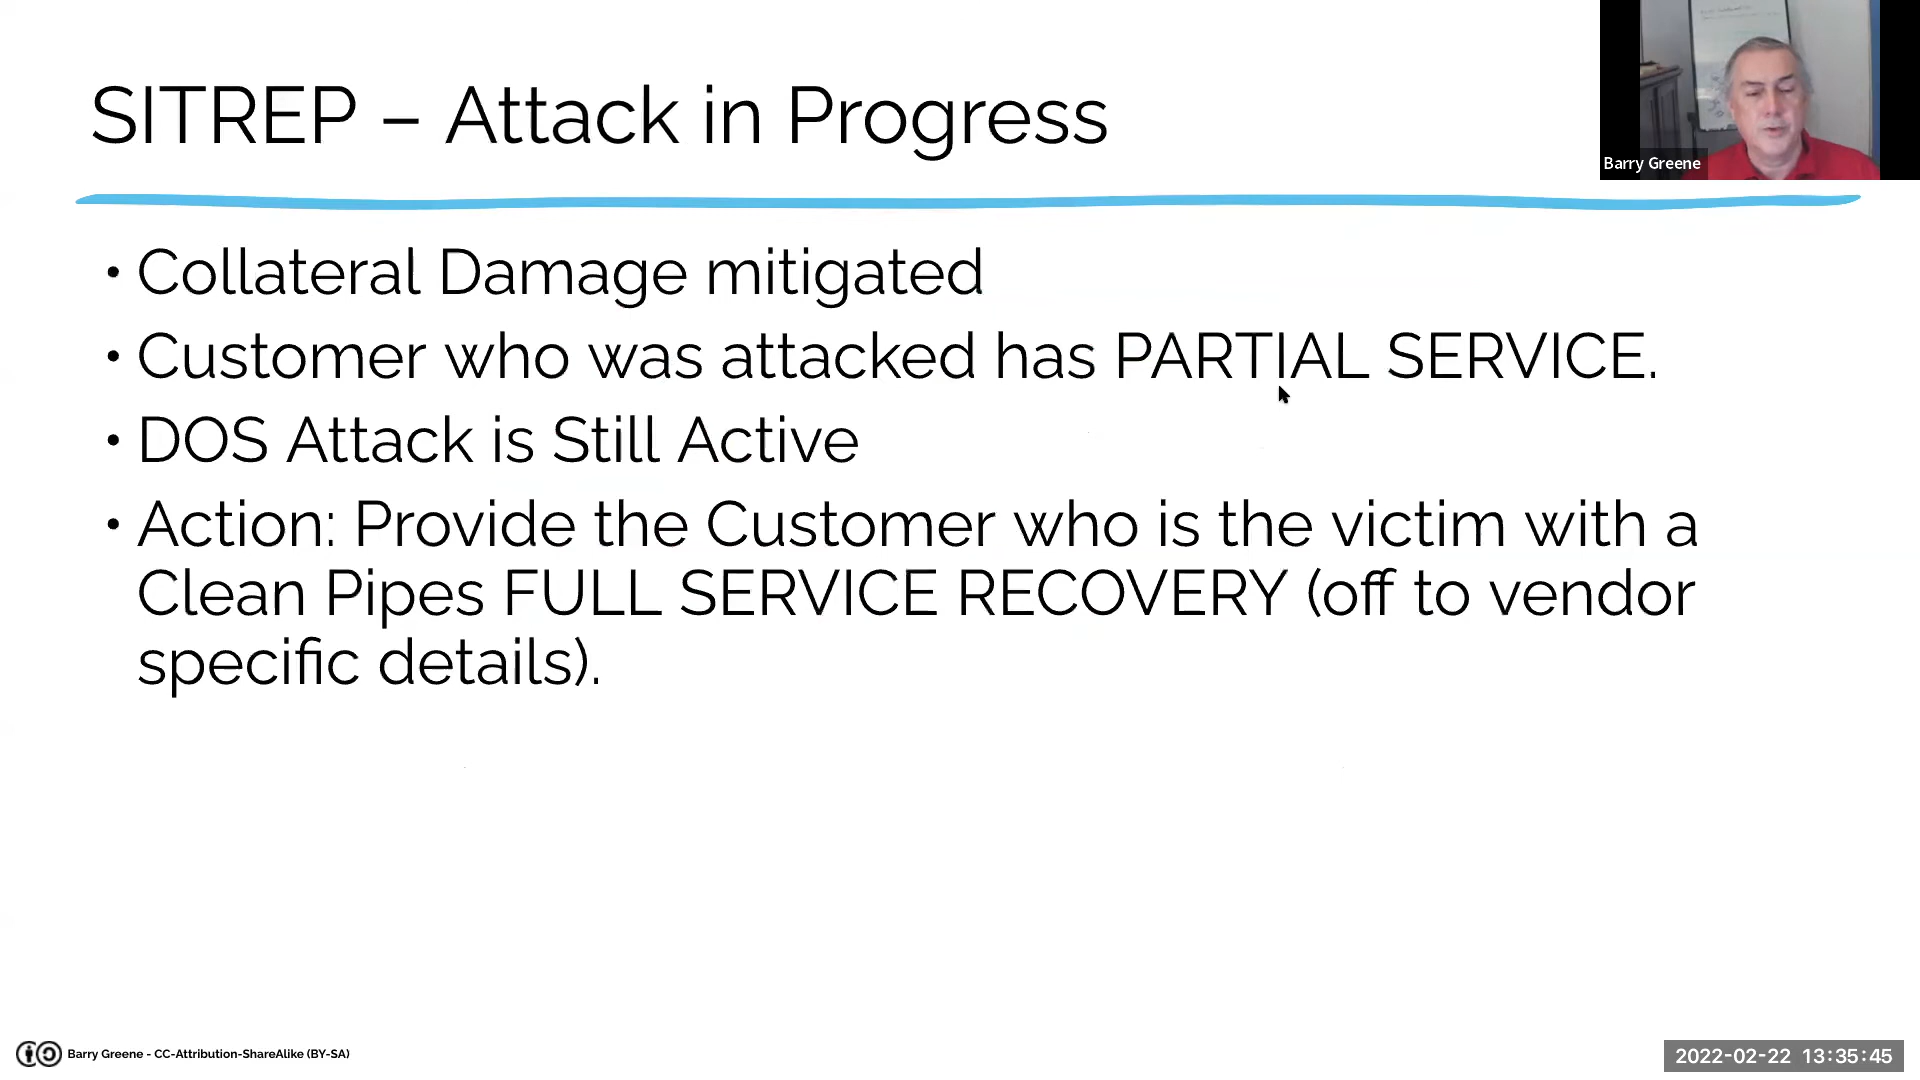 SITREP – Attack in Progress
Barry Greene
• Collateral Damage mitigated
• Customer who was attacked has PARTIAL SERVICE.
• DOS Attack is Still Active
• Action: Provide the Customer who is the victim with a
Clean Pipes FULL SERVICE RECOVERY (off to vendor
specific details).
Barry Greene - CC-Attribution-ShareAlike (BY-SA)
2022-02-22 13:35:45